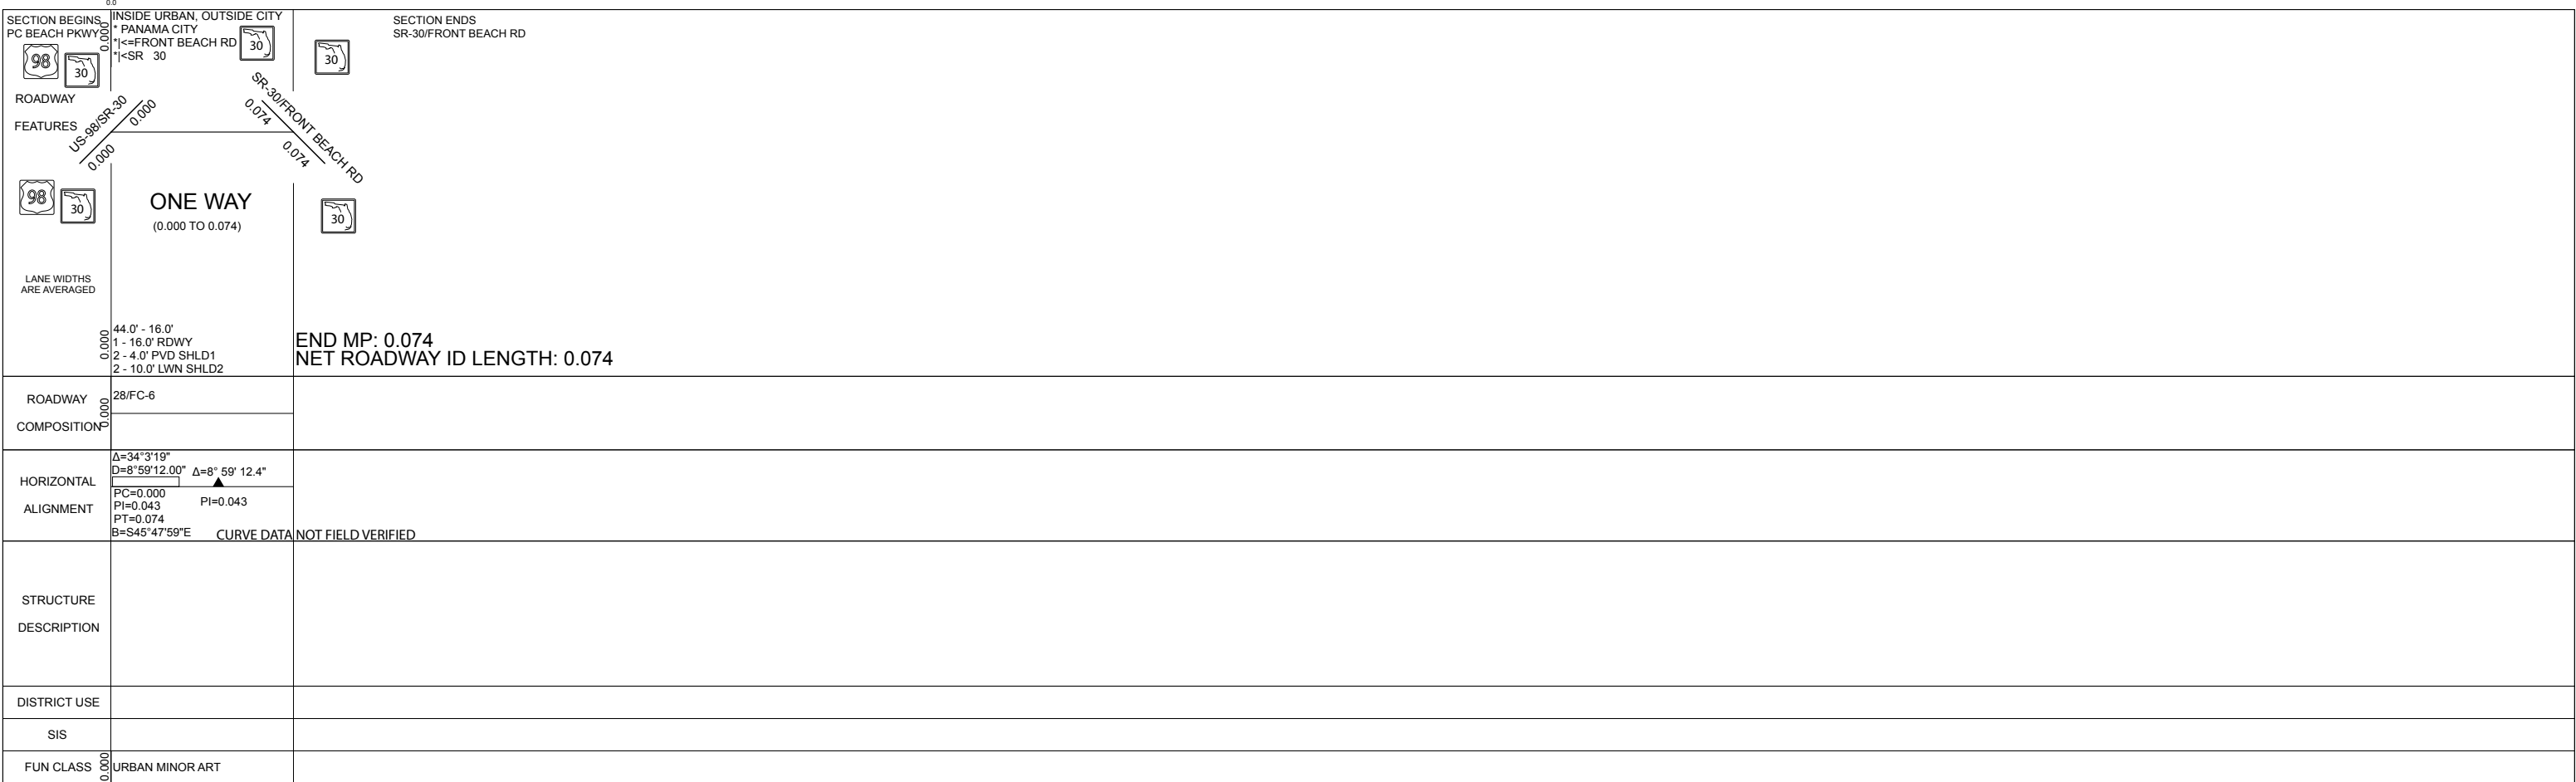 0.0
SECTION BEGINS
PC BEACH PKWY
0.000
INSIDE URBAN, OUTSIDE CITY
* PANAMA CITY
*|<=FRONT BEACH RD
*|<SR 30
30
30
SECTION ENDS
SR-30/FRONT BEACH RD
98
30
ROADWAY
FEATURES
US-98/SR-30
0.000
0.000
SR-30/FRONT BEACH RD
0.074
0.074
98
30
ONE WAY
(0.000 TO 0.074)
30
LANE WIDTHS
ARE AVERAGED
0.000
44.0' - 16.0'
1 - 16.0' RDWY
2 - 4.0' PVD SHLD1
2 - 10.0' LWN SHLD2
END MP: 0.074
NET ROADWAY ID LENGTH: 0.074
ROADWAY
COMPOSITION
0.000
28/FC-6
HORIZONTAL
ALIGNMENT
Δ=34°3'19"
D=8°59'12.00"
Δ=8° 59' 12.4"
PC=0.000
PI=0.043
PT=0.074
B=S45°47'59"E
PI=0.043
CURVE DATA NOT FIELD VERIFIED
STRUCTURE
DESCRIPTION
DISTRICT USE
SIS
FUN CLASS
0.000
URBAN MINOR ART